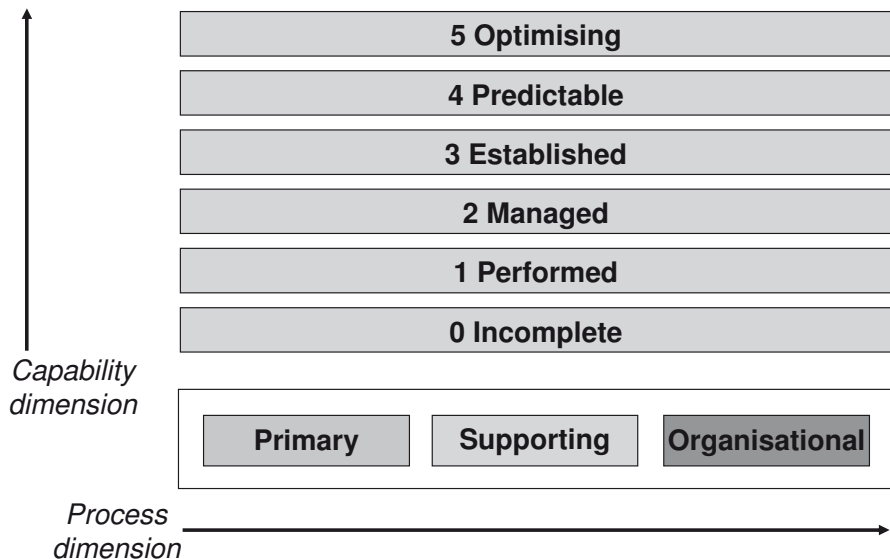 5 Optimising
4 Predictable
3 Established
2 Managed
1 Performed
0 Incomplete
Capability
dimension
Primary
Supporting
Organisational
Process
dimension